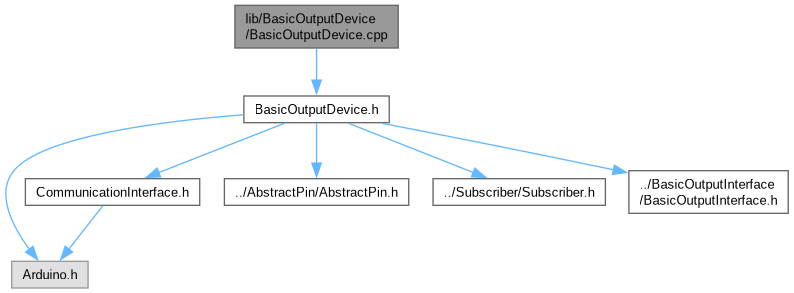 lib/BasicOutputDevice
/BasicOutputDevice.cpp
BasicOutputDevice.h
CommunicationInterface.h
../AbstractPin/AbstractPin.h
../Subscriber/Subscriber.h
../BasicOutputInterface
/BasicOutputInterface.h
Arduino.h